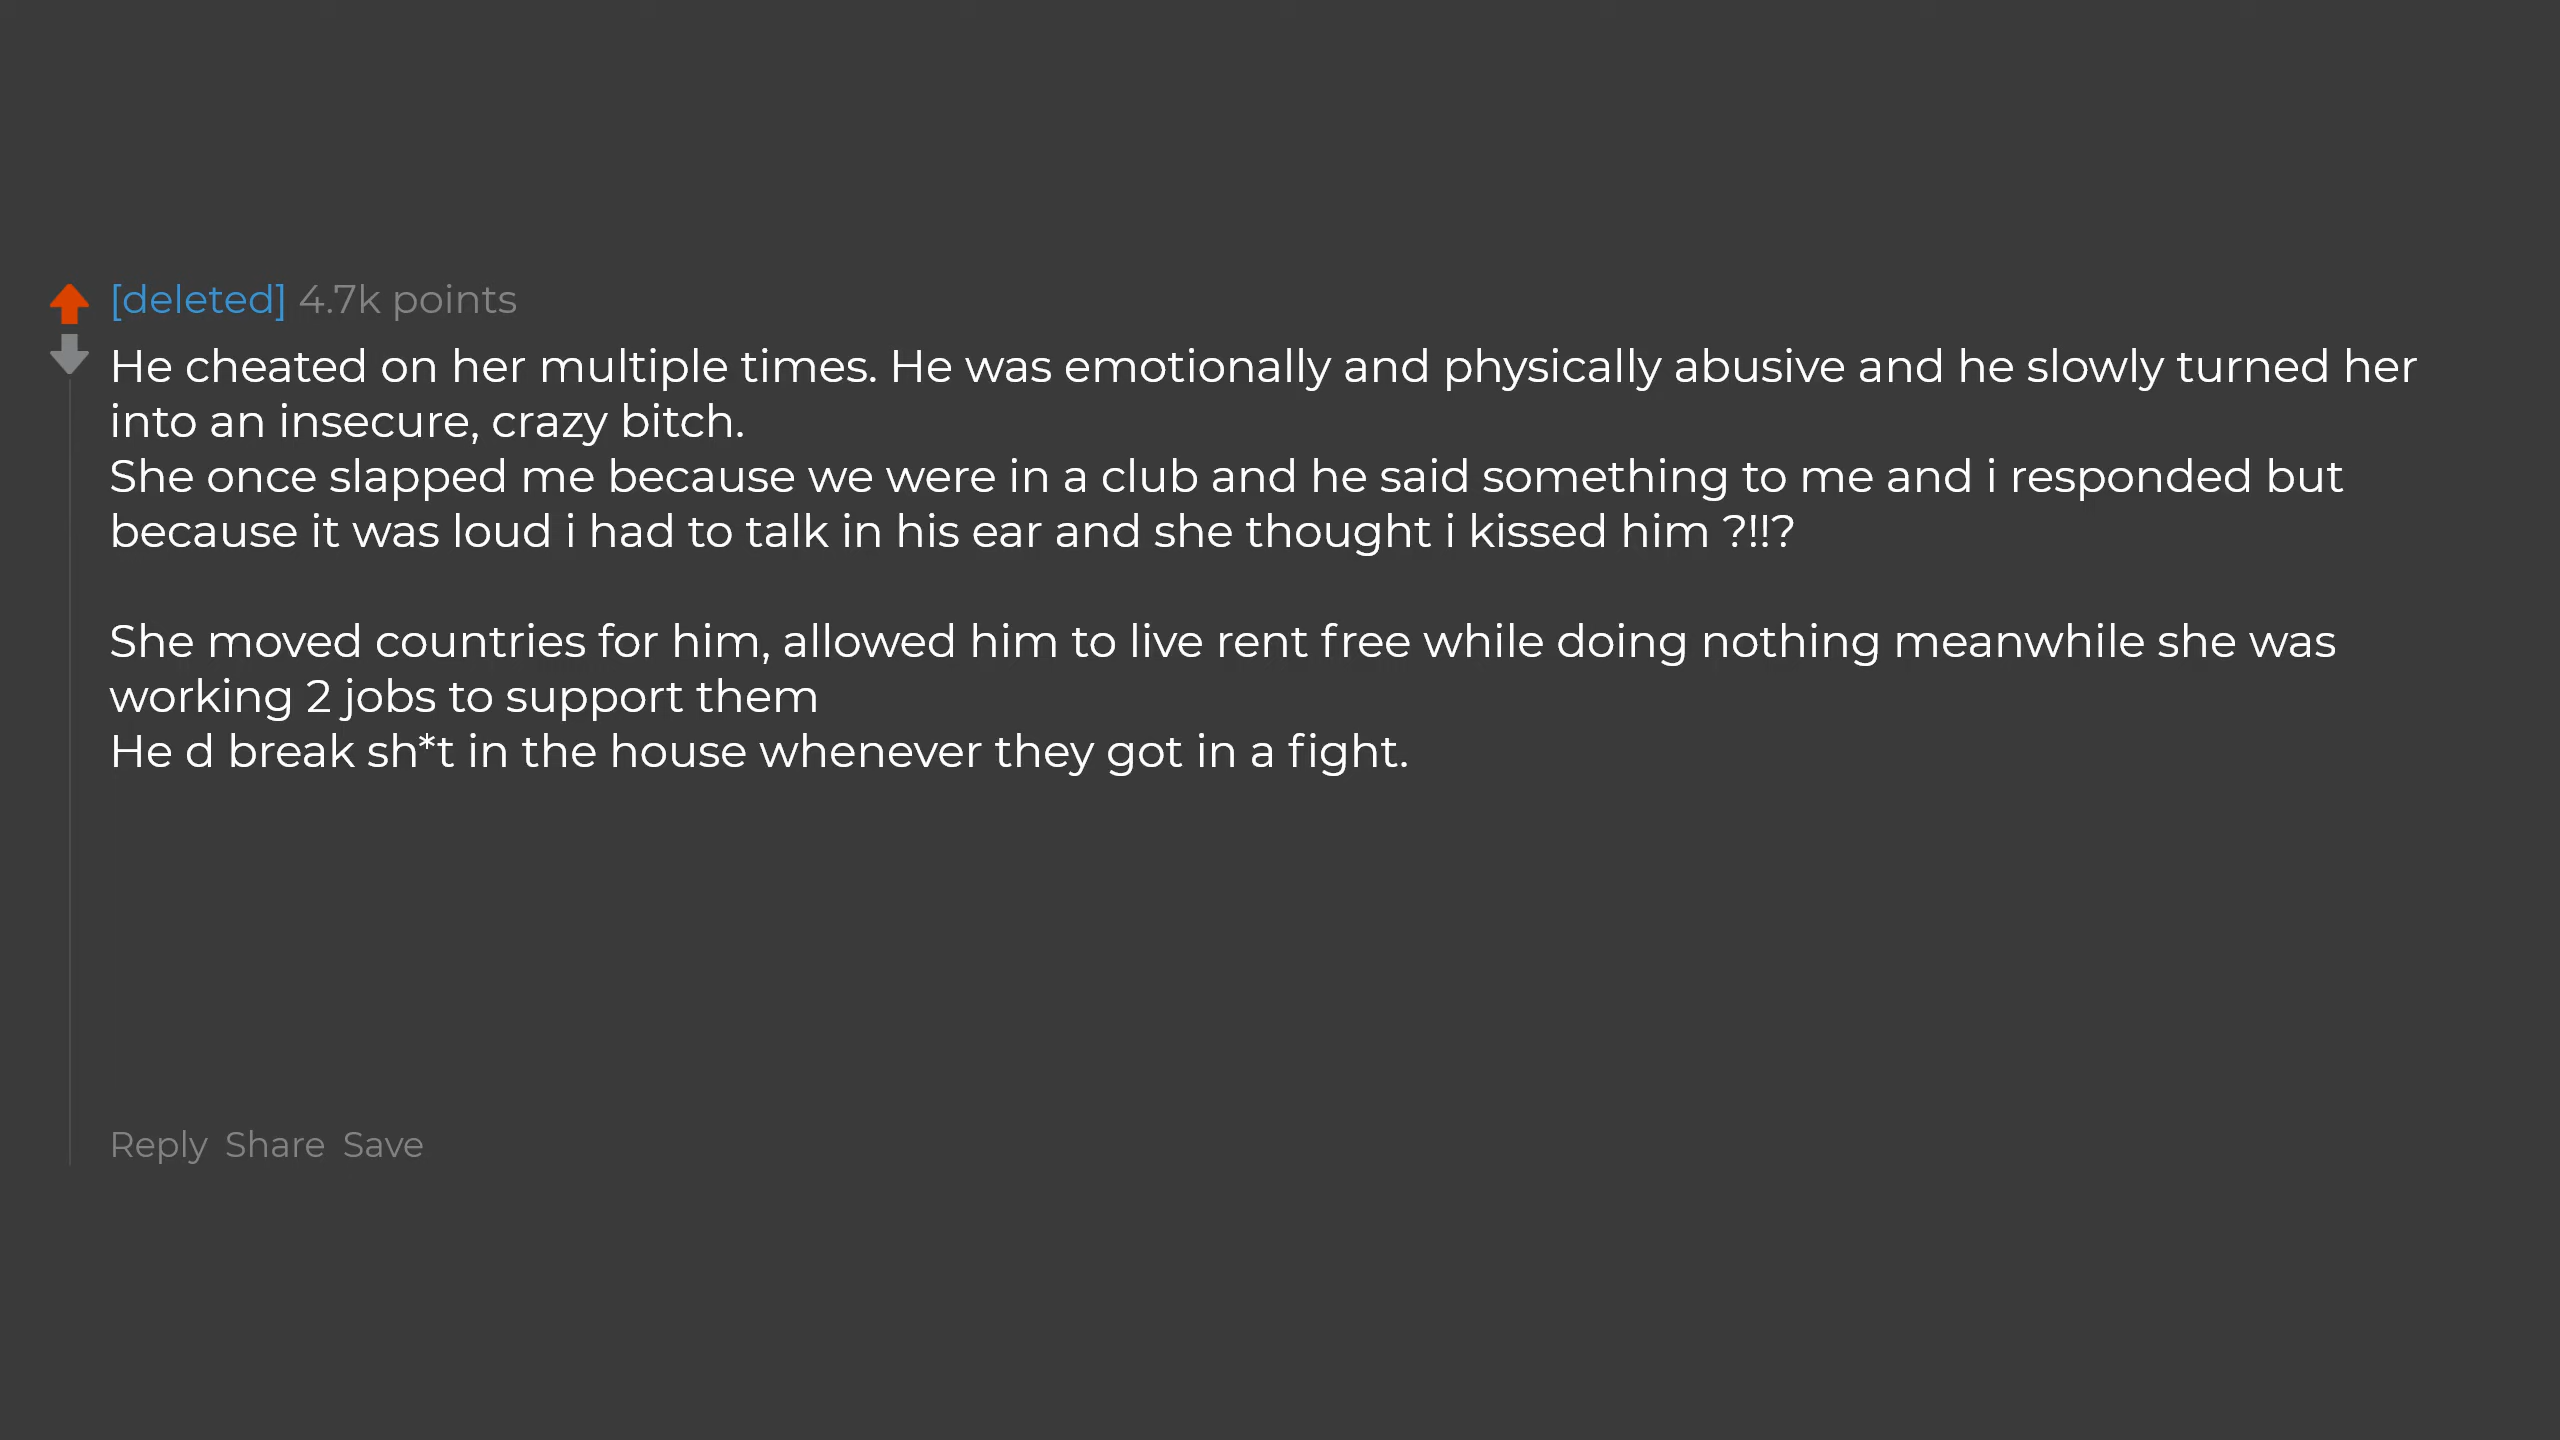 [deleted] 4.7k points
He cheated on her multiple times. He was emotionally and physically abusive and he slowly turned her
into an insecure, crazy bitch.
She once slapped me because we were in a club and he said something to me and i responded but
because it was loud i had to talk in his ear and she thought i kissed him ?!!?
She moved countries for him, allowed him to live rent free while doing nothing meanwhile she was
working 2 jobs to support them
He d break sh*t in the house whenever they got in a fight.
Reply Share Save